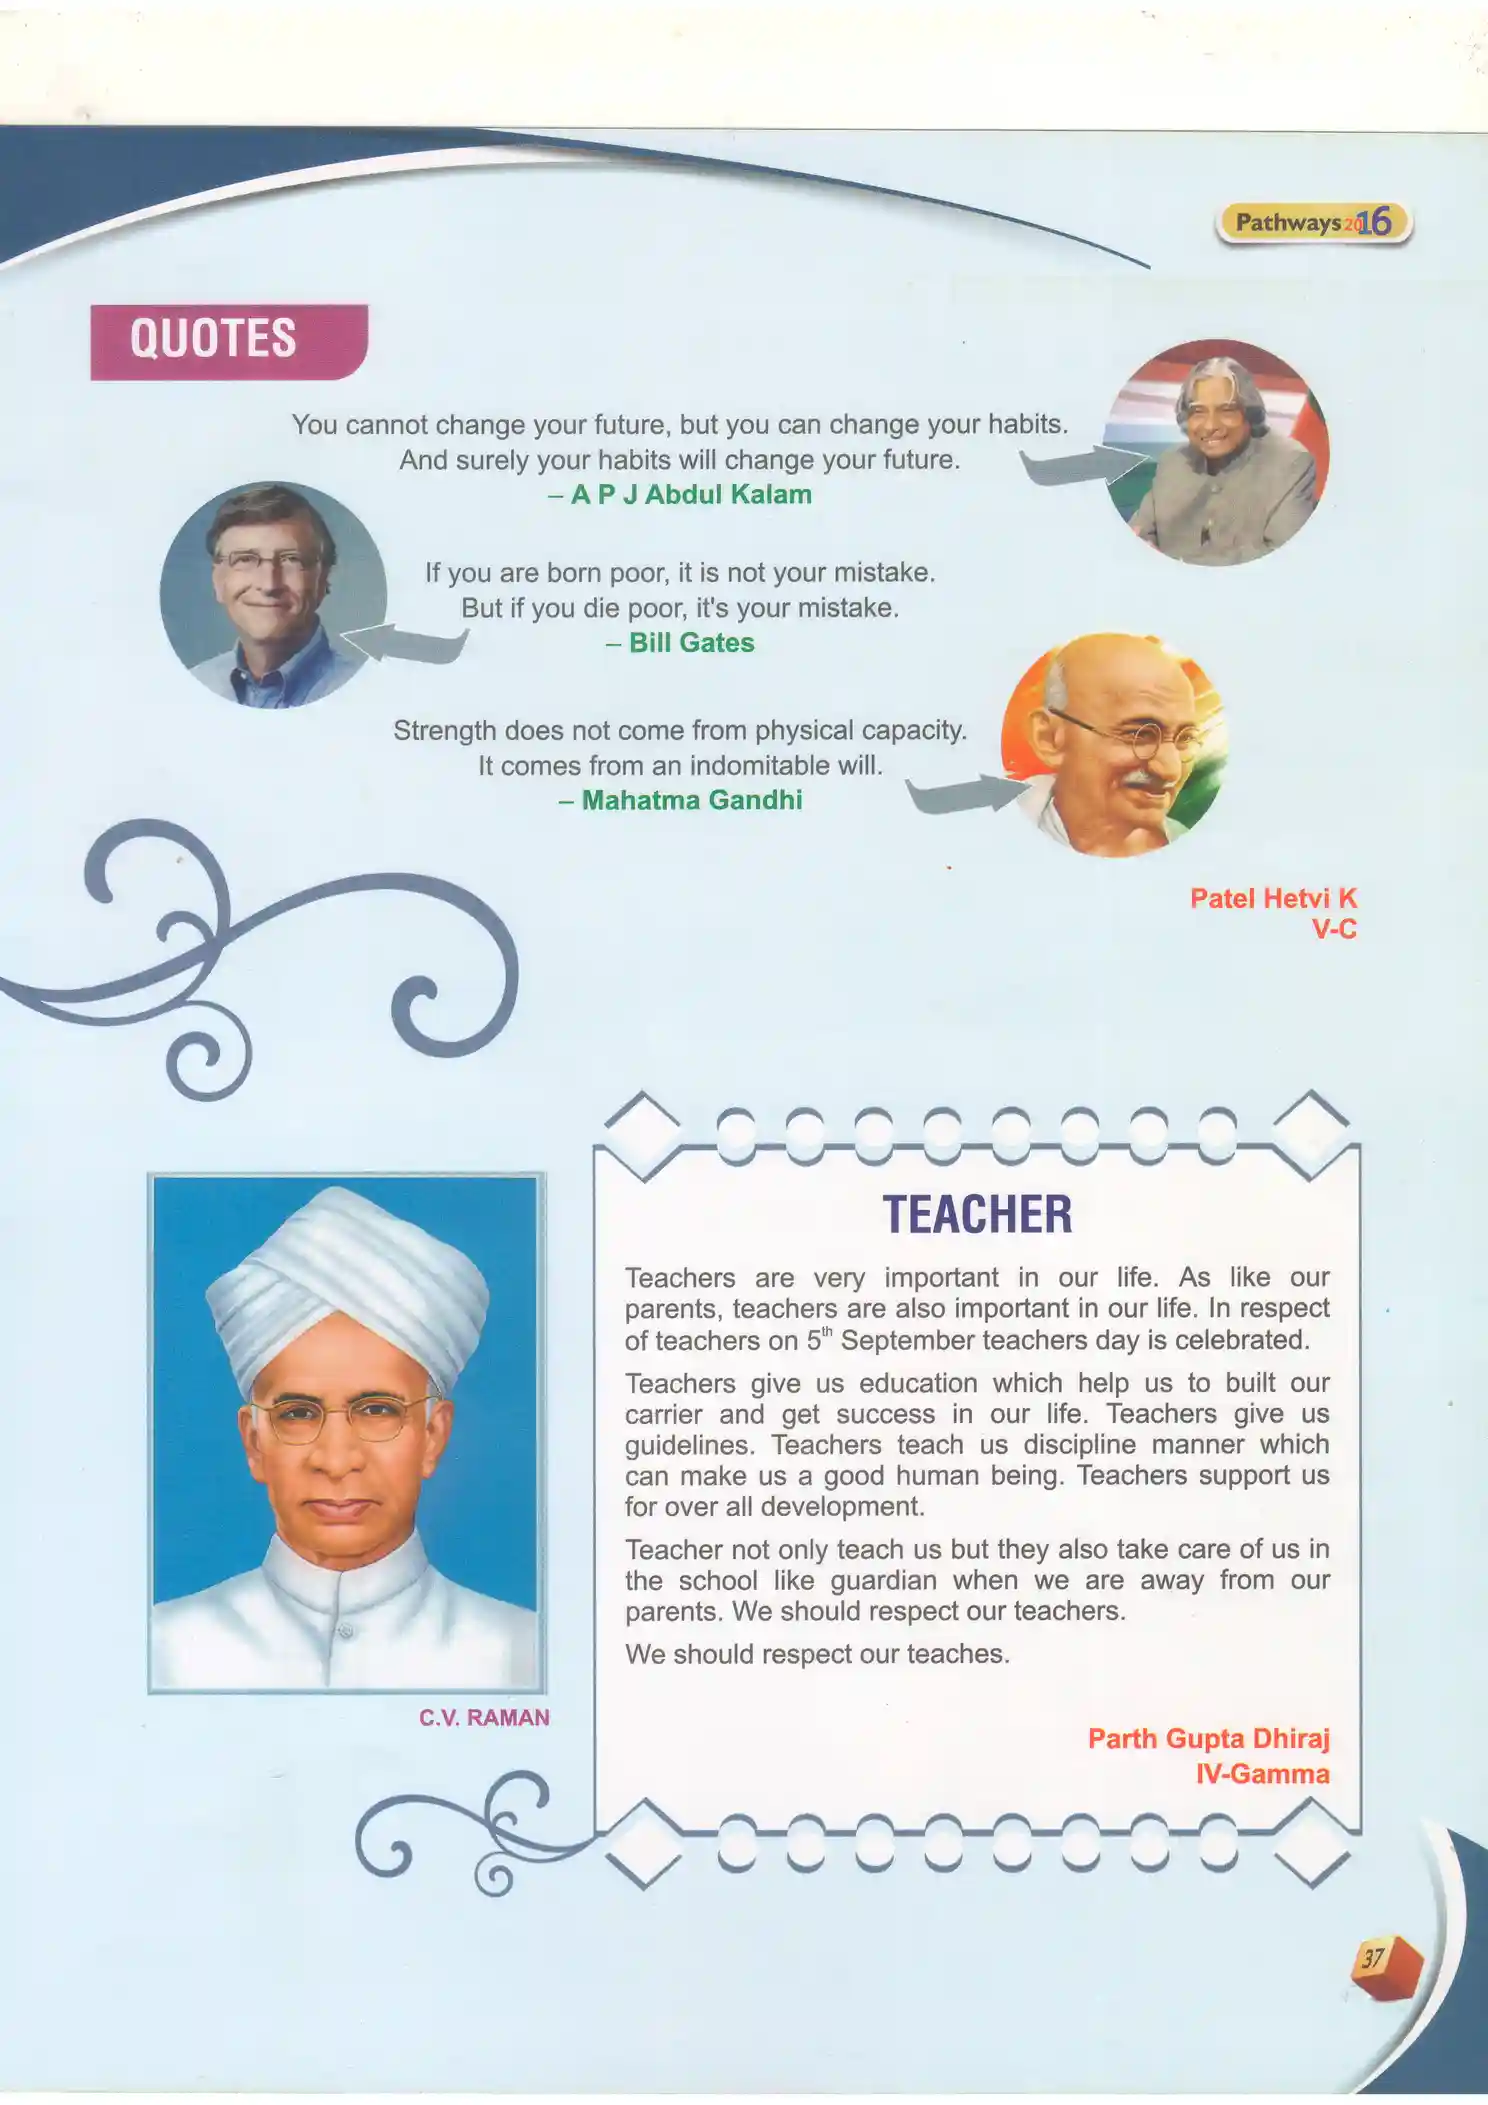 Pathways 2016
QUOTES
You cannot change your future, but you can change your habits.
And surely your habits will change your future.
– A P J Abdul Kalam
If you are born poor, it is not your mistake.
But if you die poor, it's your mistake.
– Bill Gates
Strength does not come from physical capacity.
It comes from an indomitable will.
– Mahatma Gandhi
Patel Hetvi K
V-C
C.V. RAMAN
TEACHER
Teachers are very important in our life. As like our
parents, teachers are also important in our life. In respect
of teachers on 5th September teachers day is celebrated.
Teachers give us education which help us to built our
carrier and get success in our life. Teachers give us
guidelines. Teachers teach us discipline manner which
can make us a good human being. Teachers support us
for over all development.
Teacher not only teach us but they also take care of us in
the school like guardian when we are away from our
parents. We should respect our teachers.
We should respect our teaches.
Parth Gupta Dhiraj
IV-Gamma
37